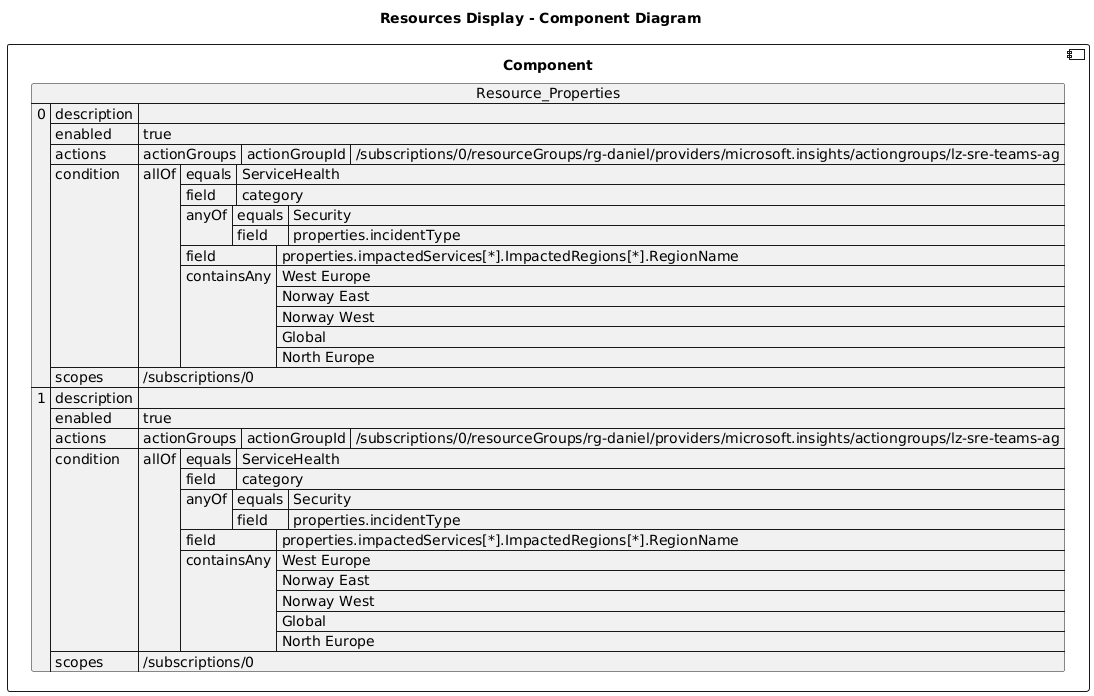 Resources Display - Component Diagram
Component
Resource_Properties
0 description
enabled true
actions actionGroups actionGroupId /subscriptions/0/resourceGroups/rg-daniel/providers/microsoft.insights/actiongroups/lz-sre-teams-ag
condition allOf equals ServiceHealth
field category
anyOf equals Security
field properties.incidentType
field properties.impactedServices[*].ImpactedRegions[*].RegionName
containsAny West Europe
Norway East
Norway West
Global
North Europe
scopes /subscriptions/0
1 description
enabled true
actions actionGroups actionGroupId /subscriptions/0/resourceGroups/rg-daniel/providers/microsoft.insights/actiongroups/lz-sre-teams-ag
condition allOf equals ServiceHealth
field category
anyOf equals Security
field properties.incidentType
field properties.impactedServices[*].ImpactedRegions[*].RegionName
containsAny West Europe
Norway East
Norway West
Global
North Europe
scopes /subscriptions/0